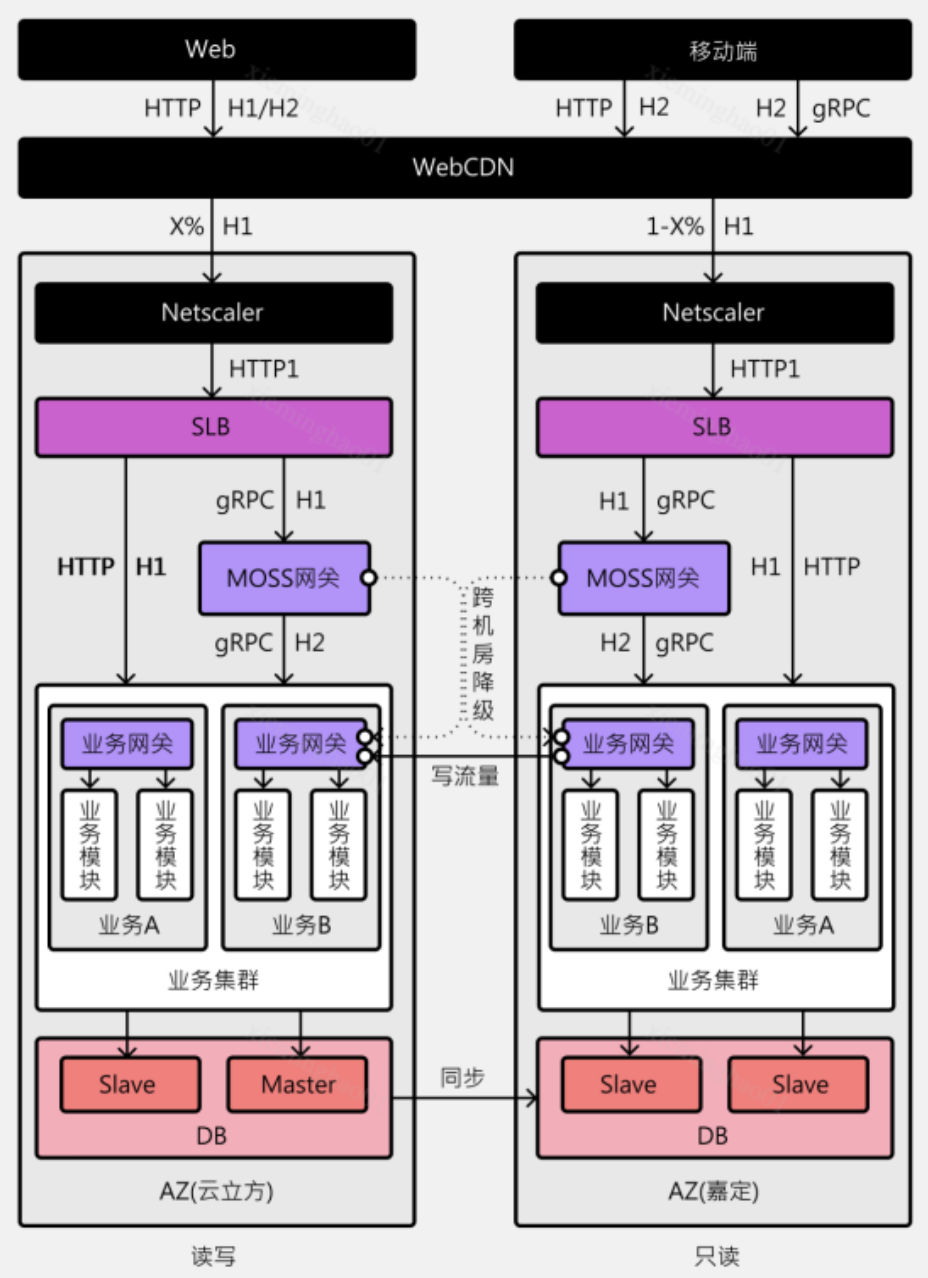 Web
移动端
HTTP H1/H2
HTTP H2
H2 gRPC
WebCDN
X% H1
1-X% H1
Netscaler
Netscaler
HTTP1
HTTP1
SLB
SLB
gRPC H1
H1 gRPC
HTTP H1
H1 HTTP
MOSS网关
MOSS网关
跨机房降级
gRPC H2
H2 gRPC
业务网关
业务网关
业务网关
业务网关
写流量
业务模块
业务模块
业务模块
业务模块
业务模块
业务模块
业务模块
业务模块
业务A
业务B
业务B
业务A
业务集群
业务集群
Slave
Master
同步
Slave
Slave
DB
DB
AZ(云立方)
AZ(嘉定)
读写
只读
xieminghao01
xieminghao01
xieminghao01
xieminghao01